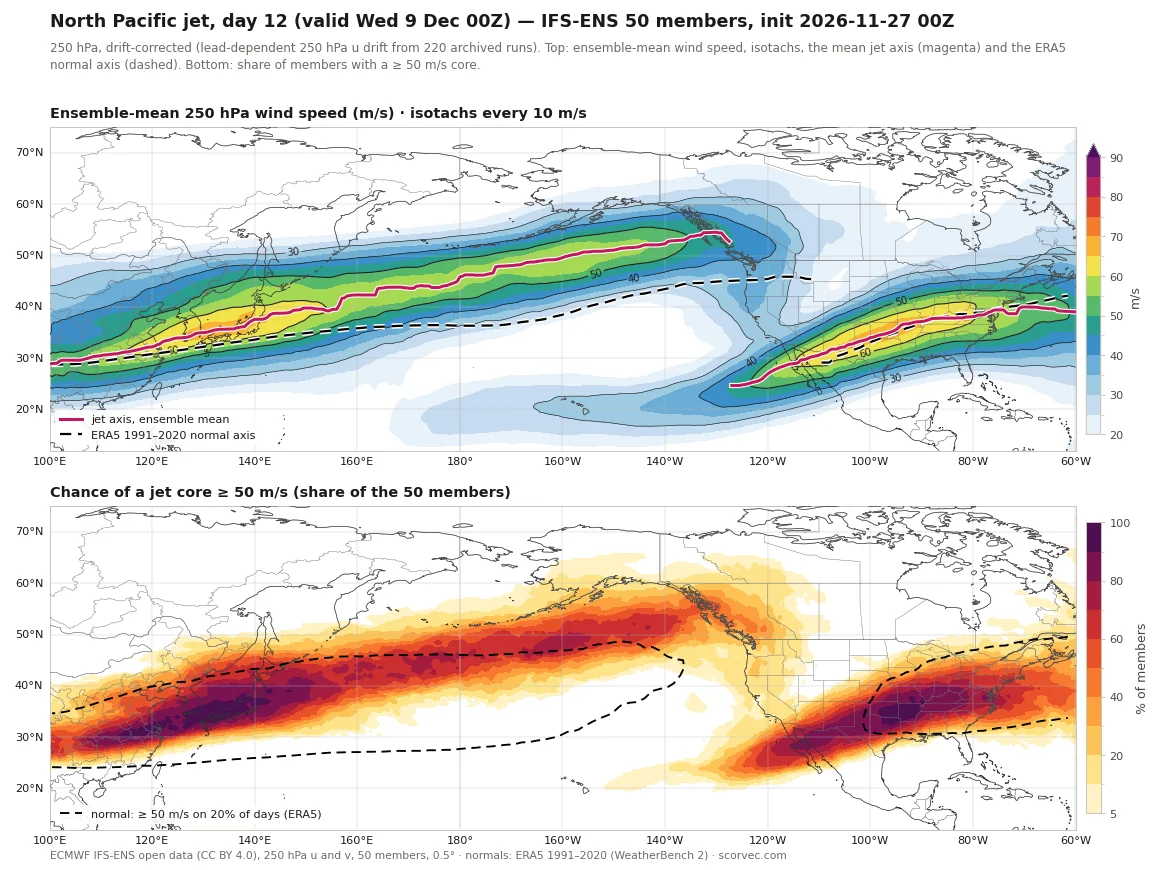 North Pacific jet, day 12 (valid Wed 9 Dec 00Z) — IFS-ENS 50 members, init 2026-11-27 00Z
250 hPa, drift-corrected (lead-dependent 250 hPa u drift from 220 archived runs). Top: ensemble-mean wind speed, isotachs, the mean jet axis (magenta) and the ERA5
normal axis (dashed). Bottom: share of members with a ≥ 50 m/s core.
Ensemble-mean 250 hPa wind speed (m/s) · isotachs every 10 m/s
70°N
60°N
50°N
40°N
30°N
20°N
30
50
40
60
50
40
60
30
jet axis, ensemble mean
ERA5 1991–2020 normal axis
100°E 120°E 140°E 160°E 180° 160°W 140°W 120°W 100°W 80°W 60°W
90
80
70
60
50
40
30
20
m/s
Chance of a jet core ≥ 50 m/s (share of the 50 members)
70°N
60°N
50°N
40°N
30°N
20°N
normal: ≥ 50 m/s on 20% of days (ERA5)
100°E 120°E 140°E 160°E 180° 160°W 140°W 120°W 100°W 80°W 60°W
100
80
60
40
20
5
% of members
ECMWF IFS-ENS open data (CC BY 4.0), 250 hPa u and v, 50 members, 0.5° · normals: ERA5 1991–2020 (WeatherBench 2) · scorvec.com